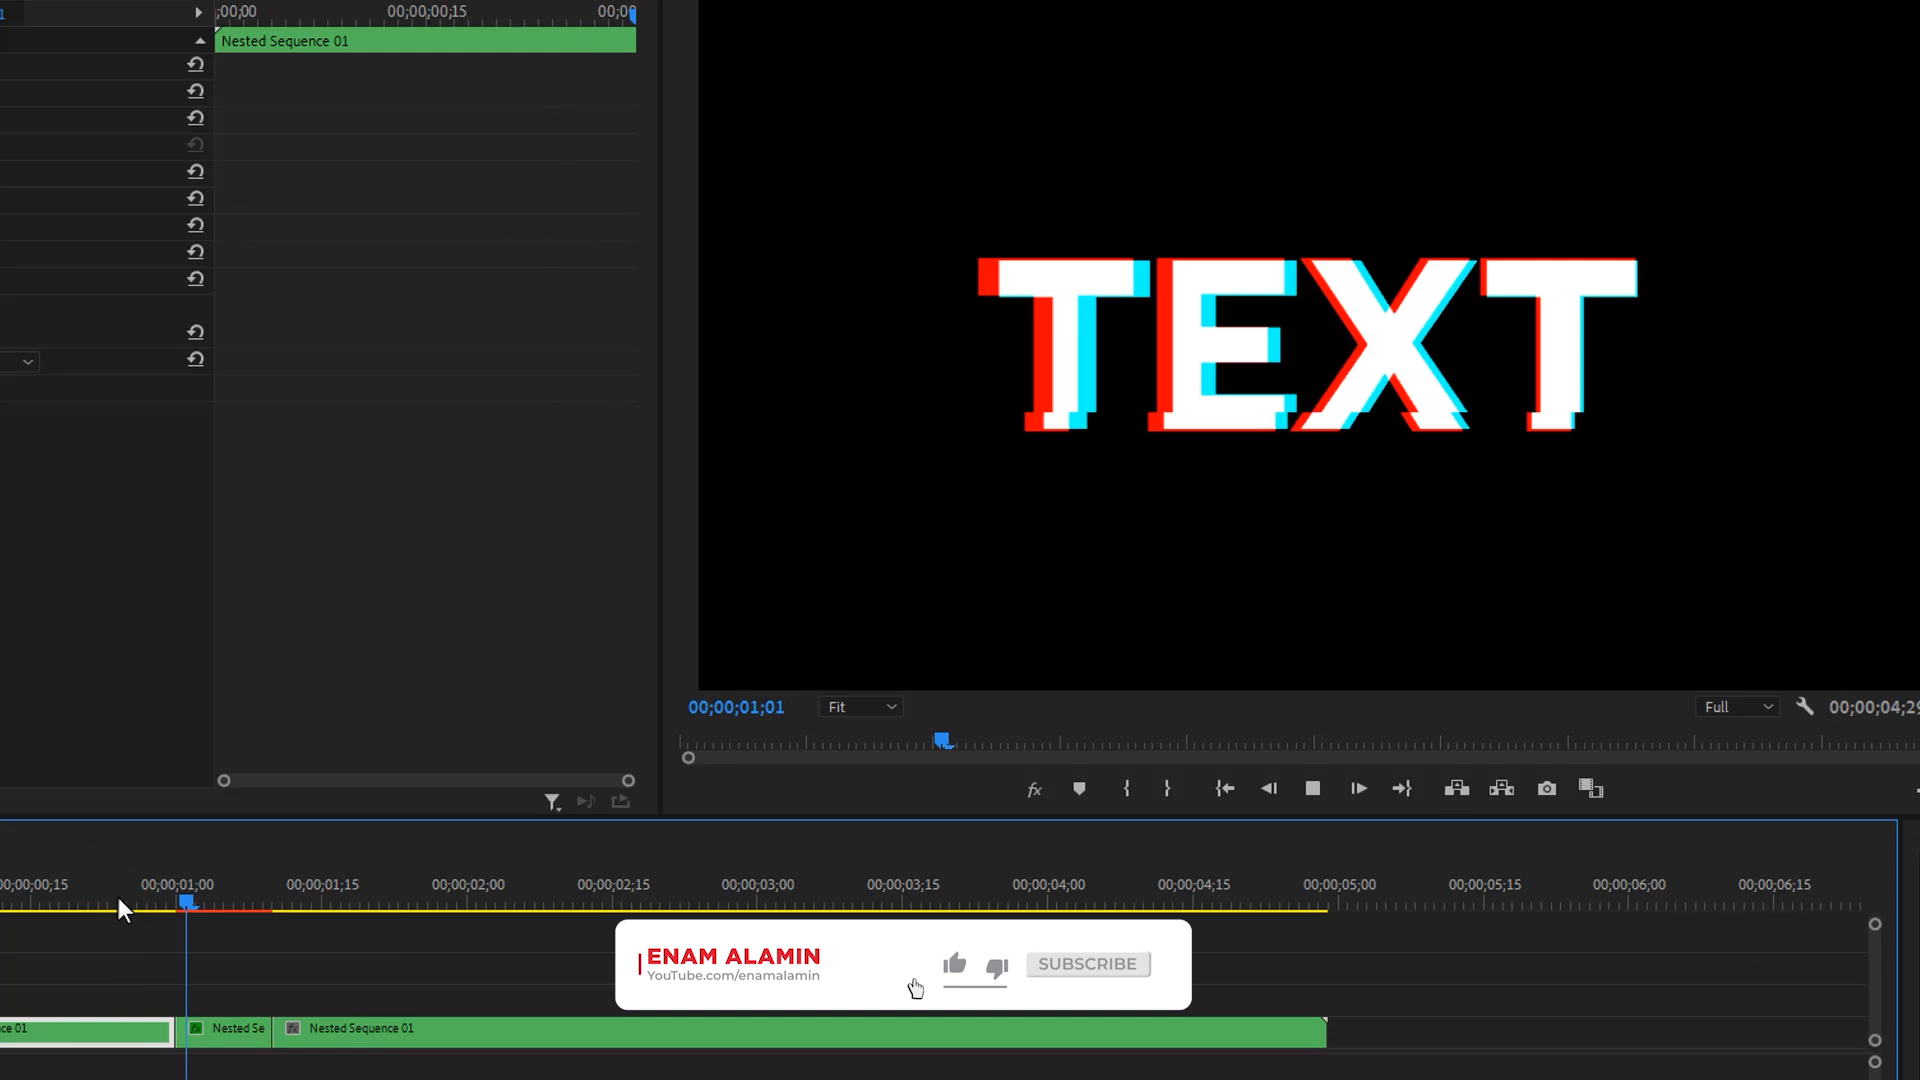 ;00;00
00;00;00;15
00;0
Nested Sequence 01
TEXT
00;00;01;01
Fit
Full
00;00;04;29
fx
00;00;00;15
00;00;01;00
00;00;01;15
00;00;02;00
00;00;02;15
00;00;03;00
00;00;03;15
00;00;04;00
00;00;04;15
00;00;05;00
00;00;05;15
00;00;06;00
00;00;06;15
ENAM ALAMIN
YouTube.com/enamalamin
SUBSCRIBE
ce 01
fx Nested Se
fx Nested Sequence 01